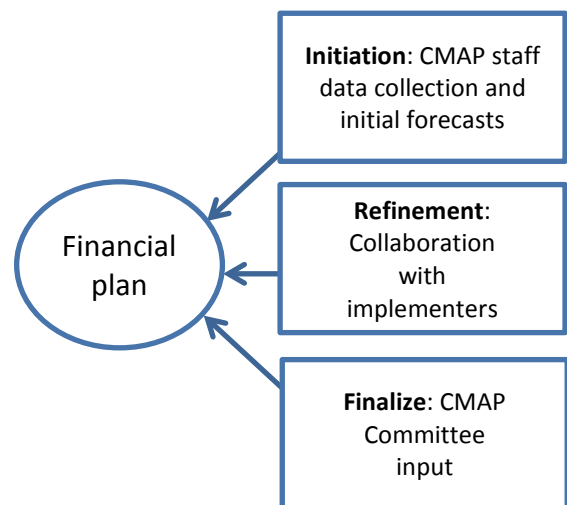 Initiation: CMAP staff
data collection and
initial forecasts
Financial
plan
Refinement:
Collaboration
with
implementers
Finalize: CMAP
Committee
input